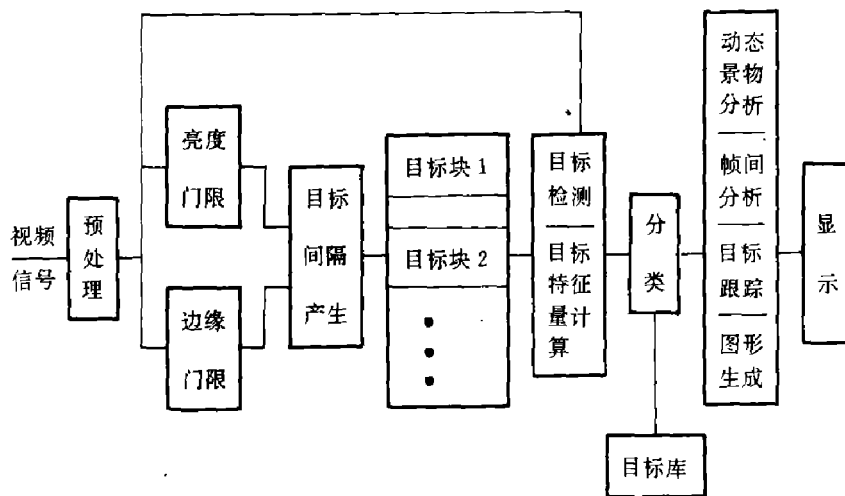 视频
信号
预
处
理
亮度
门限
边缘
门限
目标
间隔
产生
目标块 1
目标块 2
目标
检测
目标
特征
量计
算
分
类
目标库
动态
景物
分析
帧间
分析
目标
跟踪
图形
生成
显
示